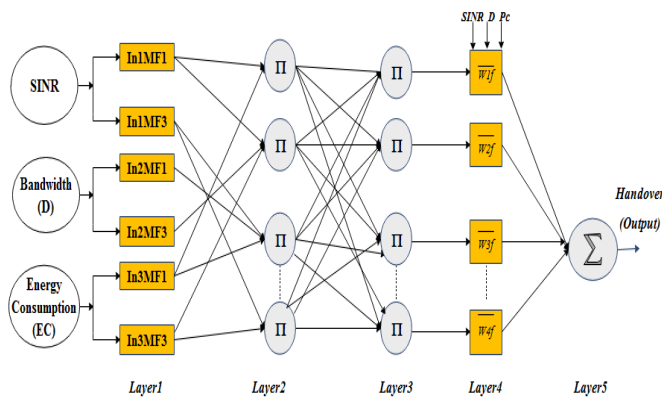 SINR D Pc
SINR
Bandwidth
(D)
Energy
Consumption
(EC)
In1MF1
In1MF3
In2MF1
In2MF3
In3MF1
In3MF3
Π
Π
Π
Π
Π
Π
Π
Π
W1f
W2f
W3f
W4f
∑
Handover
(Output)
Layer1
Layer2
Layer3
Layer4
Layer5